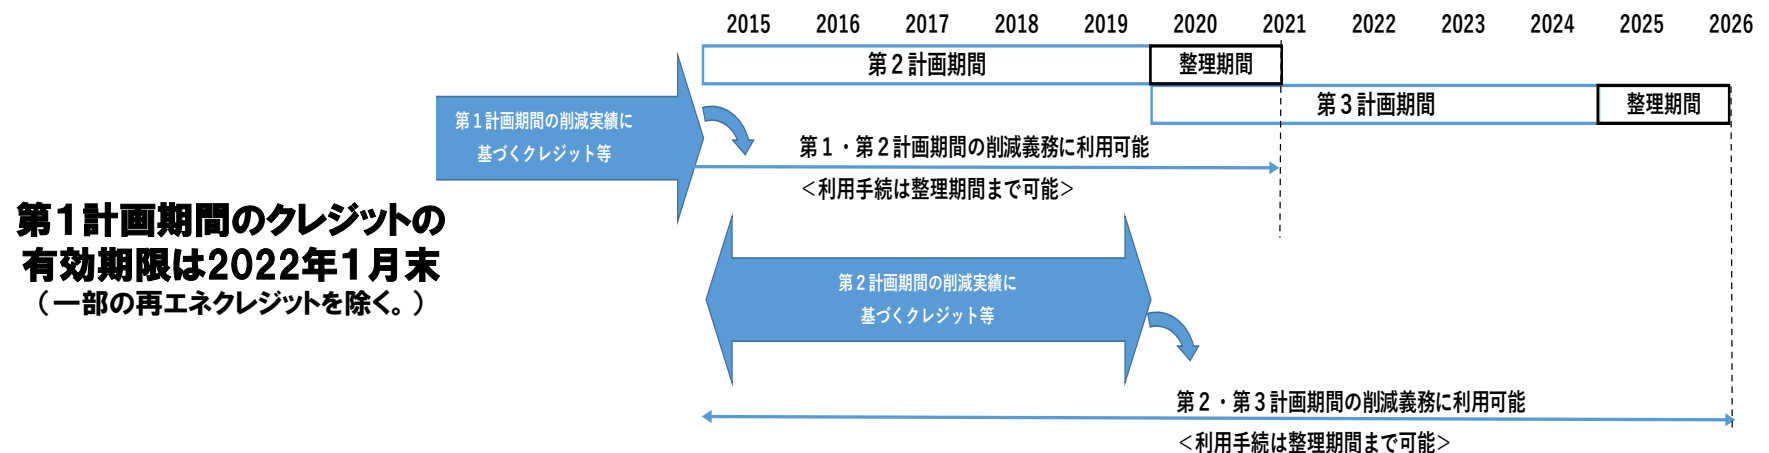 2015 2016 2017 2018 2019 2020 2021 2022 2023 2024 2025 2026
第２計画期間 整理期間
第３計画期間 整理期間
第１計画期間の削減実績に
基づくクレジット等
第１・第２計画期間の削減義務に利用可能
＜利用手続は整理期間まで可能＞
第１計画期間のクレジットの
有効期限は2022年１月末
（一部の再エネクレジットを除く。）
第２計画期間の削減実績に
基づくクレジット等
第２・第３計画期間の削減義務に利用可能
＜利用手続は整理期間まで可能＞